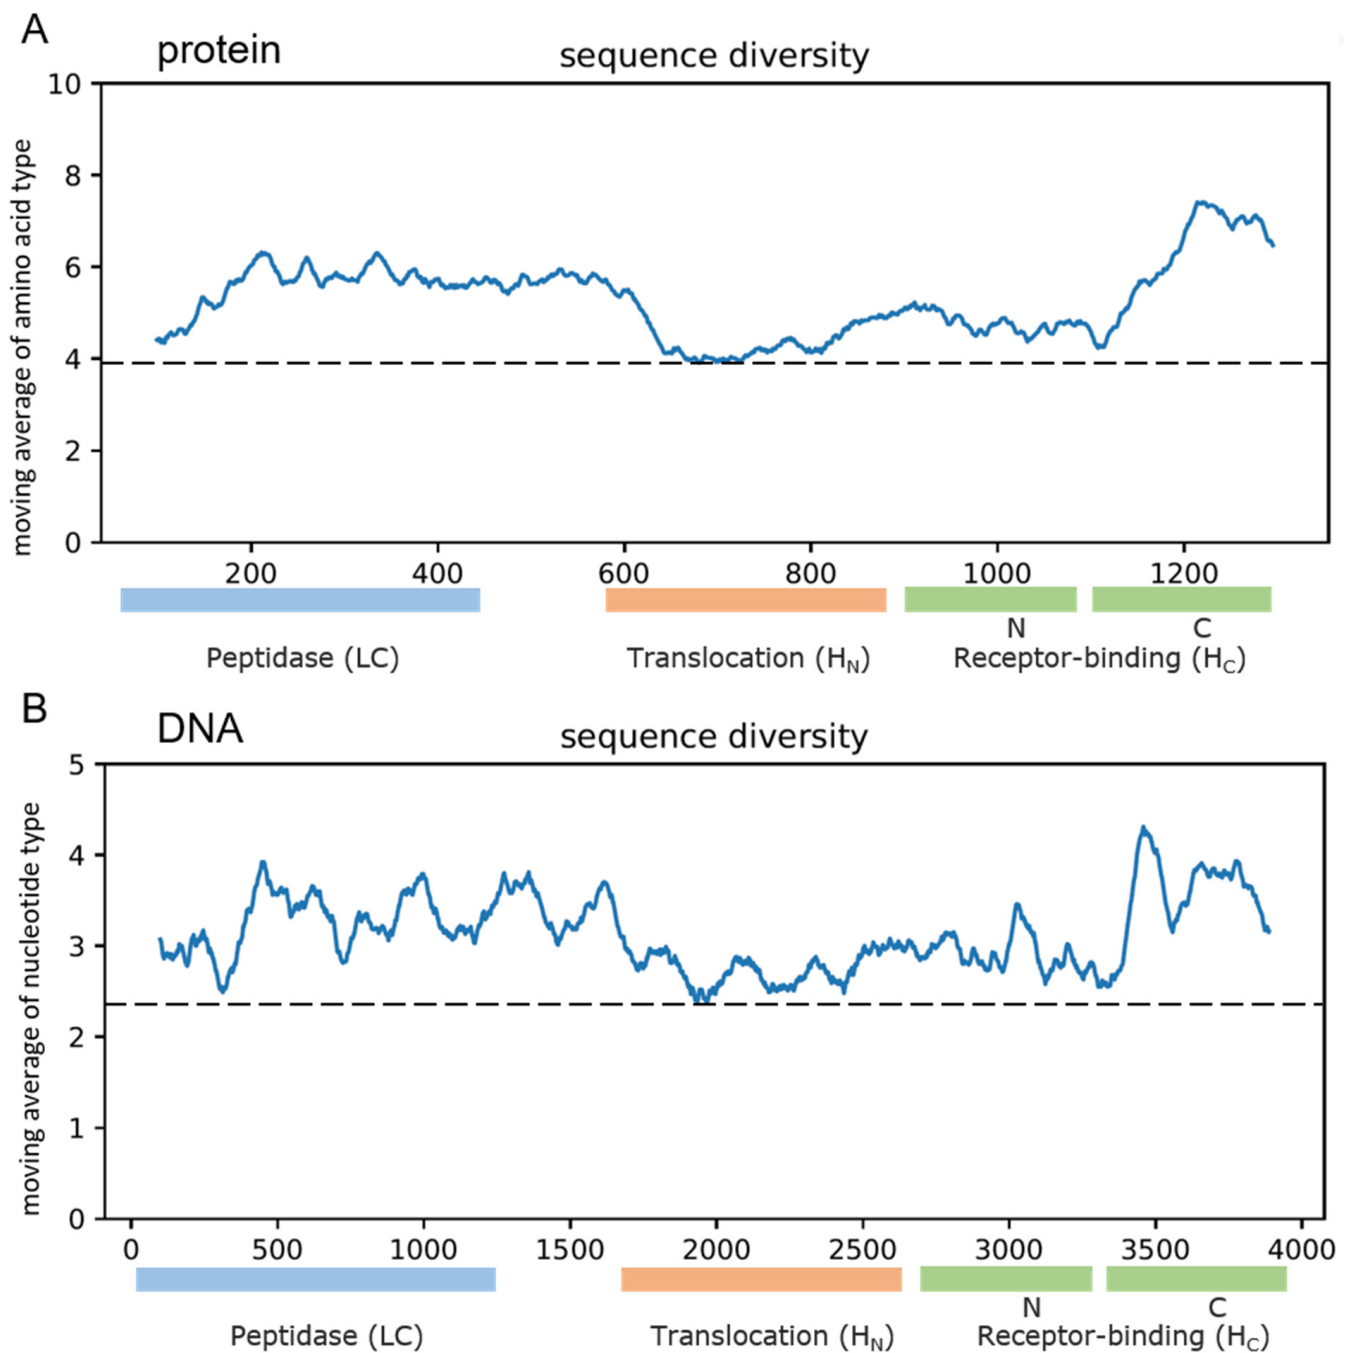 A
protein
sequence diversity
moving average of amino acid type
10
8
6
4
2
0
200 400 600 800 1000 1200
N C
Peptidase (LC) Translocation (HN) Receptor-binding (HC)
B
DNA
sequence diversity
moving average of nucleotide type
5
4
3
2
1
0
0 500 1000 1500 2000 2500 3000 3500 4000
N C
Peptidase (LC) Translocation (HN) Receptor-binding (HC)